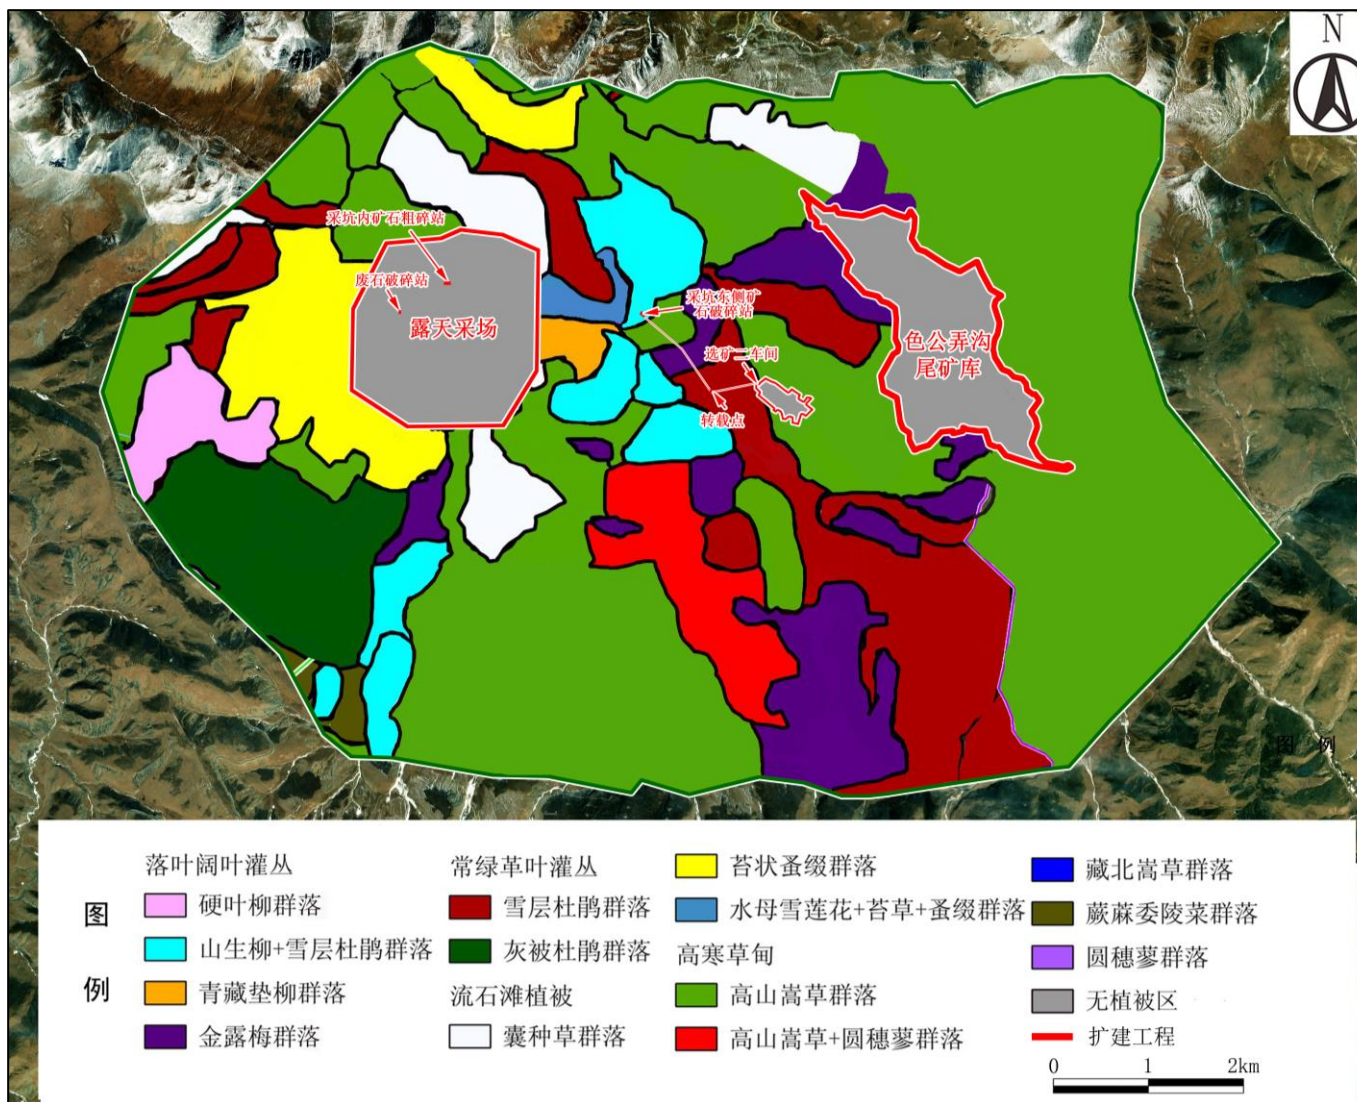 N
采坑内矿石粗碎站
废石破碎站
露天采场
采坑东侧矿
石破碎站
选矿二车间
转载点
色公弄沟
尾矿库
图 例
图
例
落叶阔叶灌丛
硬叶柳群落
山生柳+雪层杜鹃群落
青藏垫柳群落
金露梅群落
常绿革叶灌丛
雪层杜鹃群落
灰被杜鹃群落
流石滩植被
囊种草群落
苔状蚤缀群落
水母雪莲花+苔草+蚤缀群落
高寒草甸
高山嵩草群落
高山嵩草+圆穗蓼群落
藏北嵩草群落
蕨蔴委陵菜群落
圆穗蓼群落
无植被区
扩建工程
0 1 2km